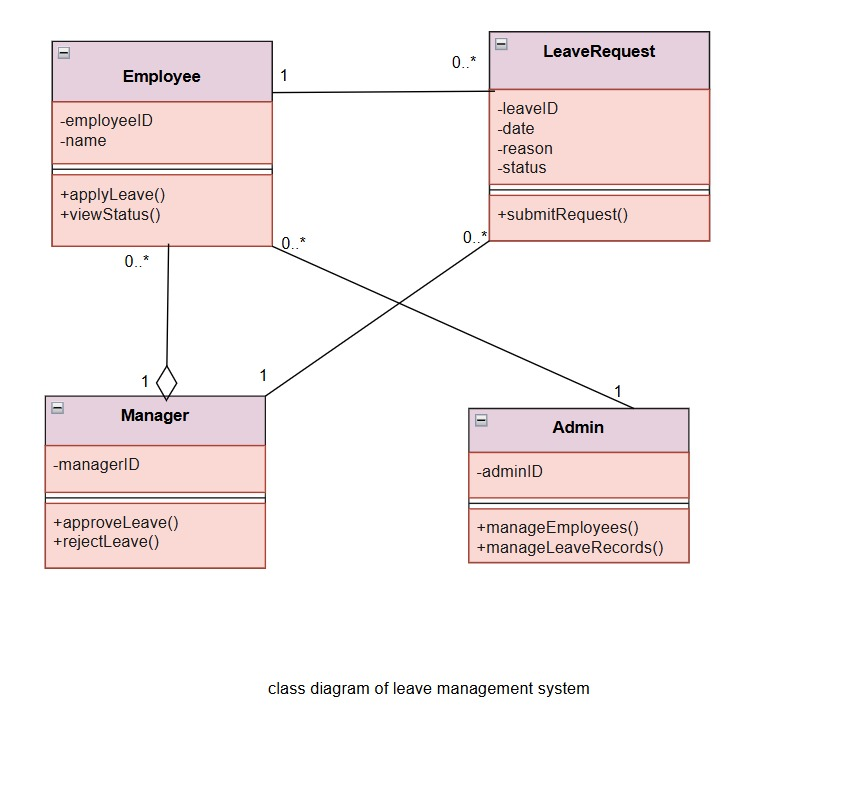 Employee
-employeeID
-name
+applyLeave()
+viewStatus()
1
0..*
LeaveRequest
-leaveID
-date
-reason
-status
+submitRequest()
0..*
0..*
0..*
1
1
1
Manager
-managerID
+approveLeave()
+rejectLeave()
Admin
-adminID
+manageEmployees()
+manageLeaveRecords()
class diagram of leave management system